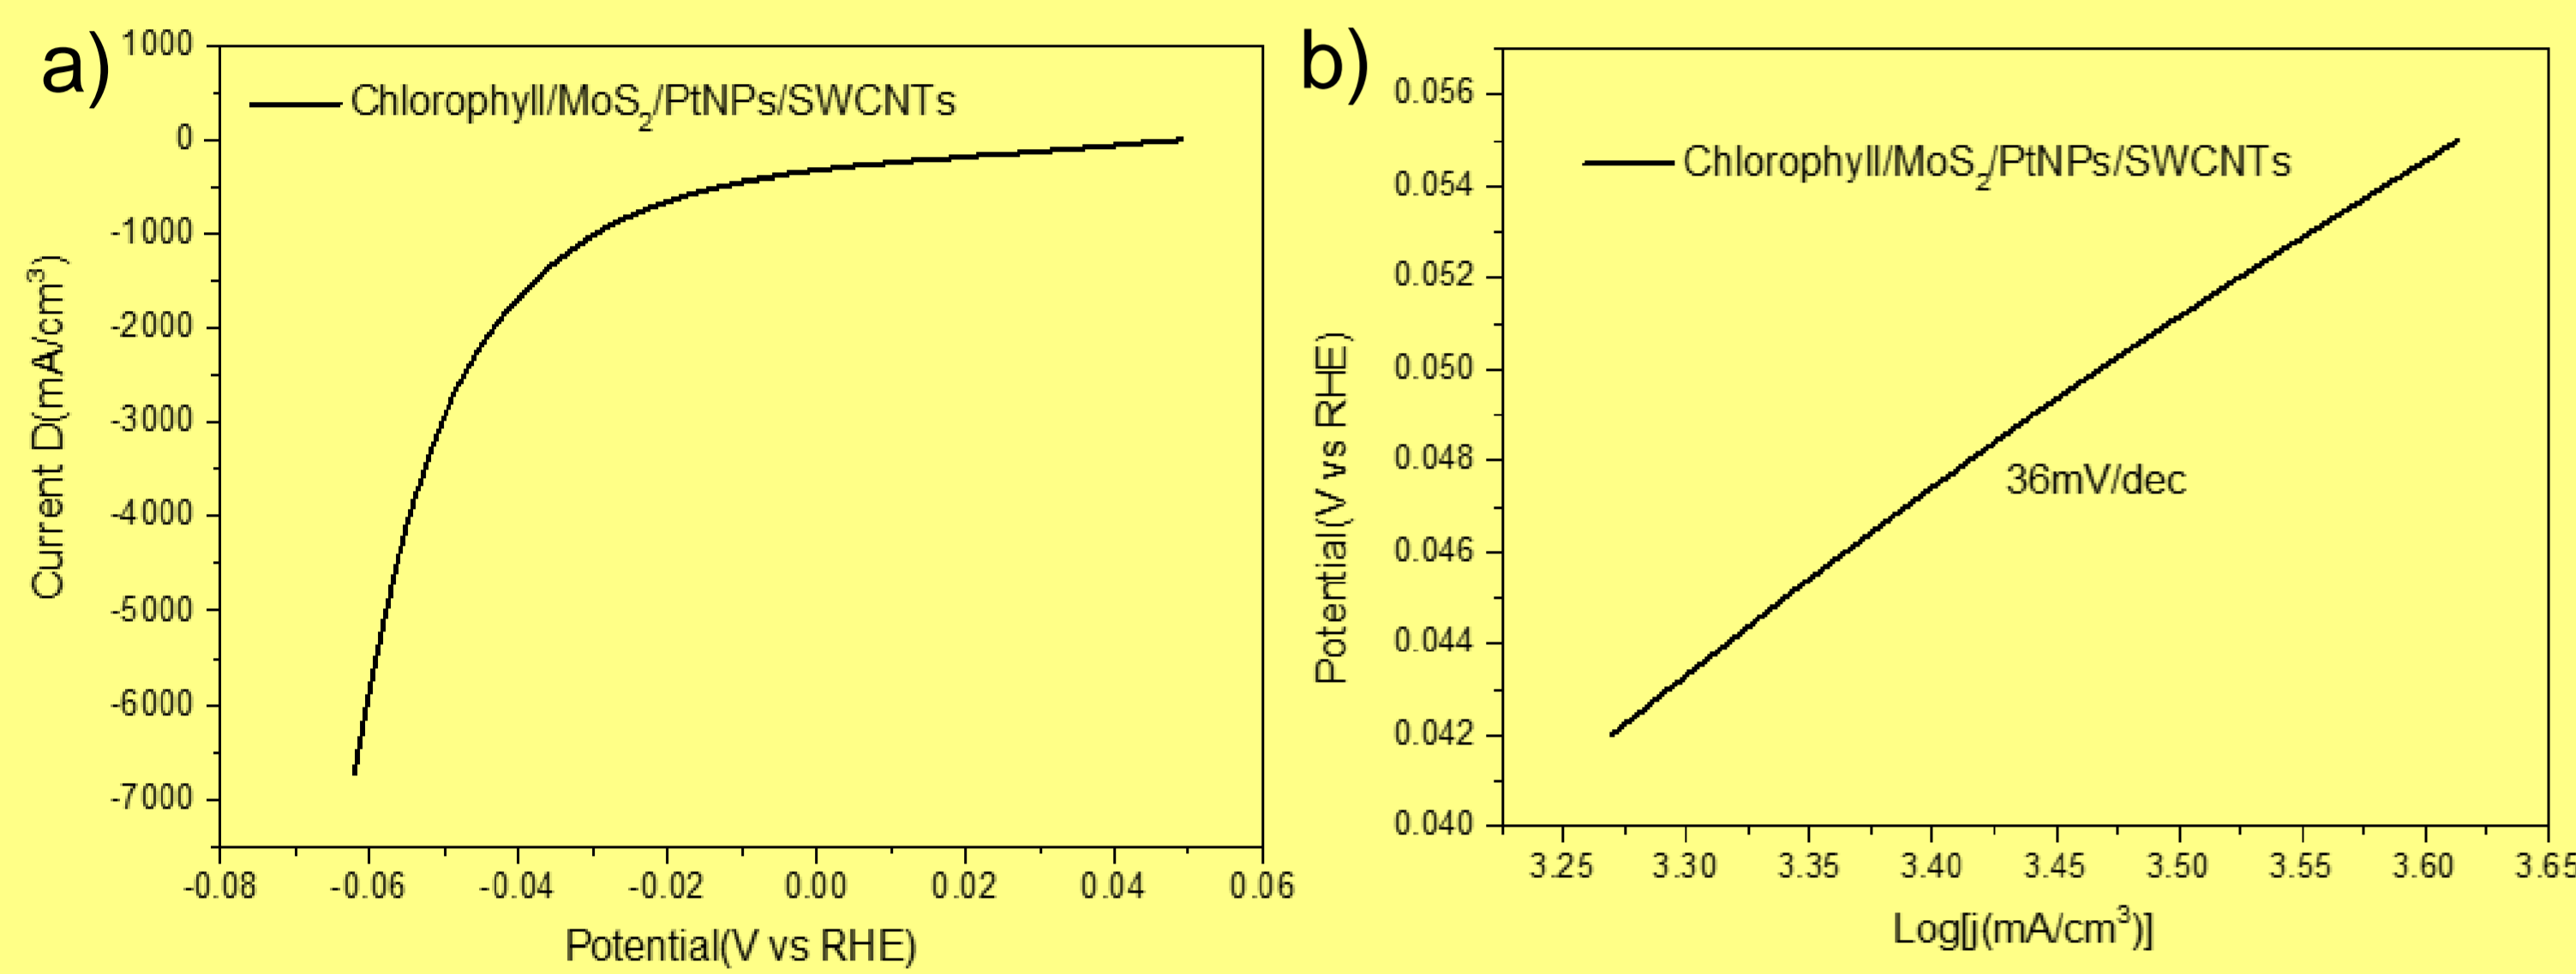 a)
Chlorophyll/MoS₂/PtNPs/SWCNTs
1000
0
-1000
-2000
-3000
-4000
-5000
-6000
-7000
Current D(mA/cm³)
-0.08 -0.06 -0.04 -0.02 0.00 0.02 0.04 0.06
Potential(V vs RHE)
b)
Chlorophyll/MoS₂/PtNPs/SWCNTs
0.056
0.054
0.052
0.050
0.048
0.046
0.044
0.042
0.040
Potential(V vs RHE)
36mV/dec
3.25 3.30 3.35 3.40 3.45 3.50 3.55 3.60 3.65
Log[j(mA/cm³)]